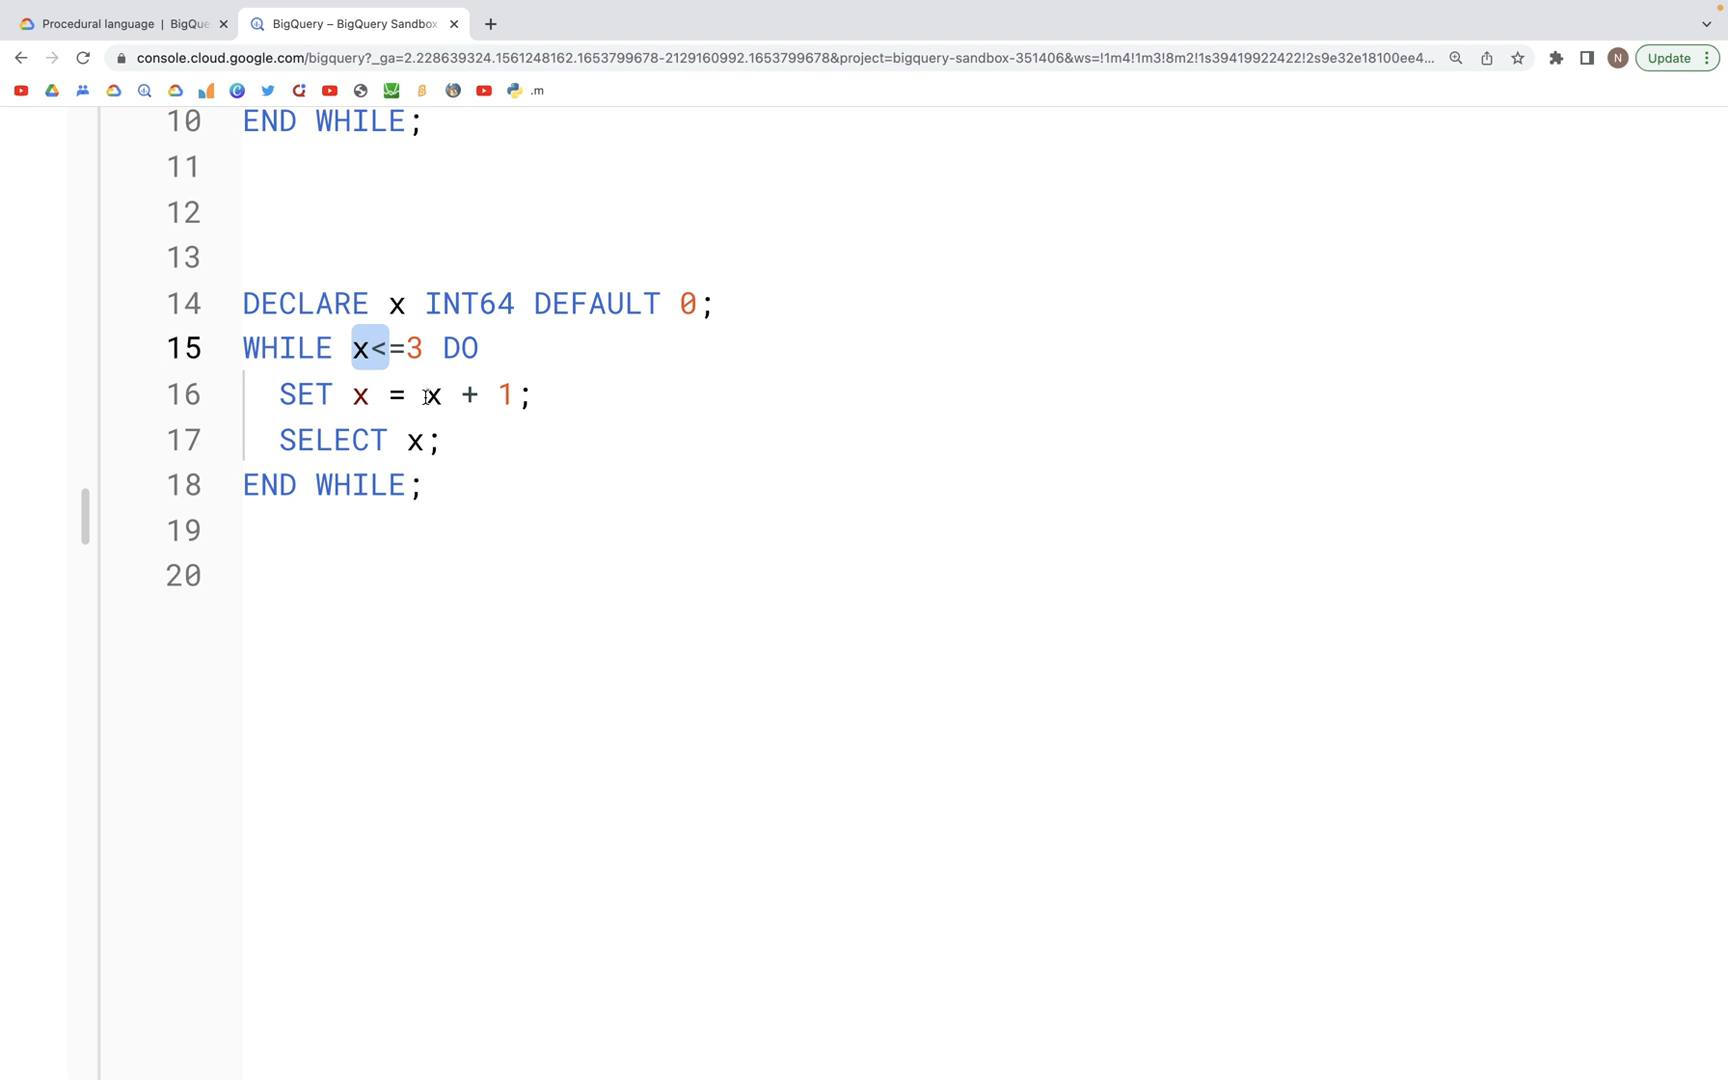 Procedural language | BigQue
BigQuery – BigQuery Sandbox
console.cloud.google.com/bigquery?_ga=2.228639324.1561248162.1653799678-2129160992.1653799678&project=bigquery-sandbox-351406&ws=!1m4!1m3!8m2!1s39419922422!2s9e32e18100ee4...
N
Update
.m
10 END WHILE;
11
12
13
14 DECLARE x INT64 DEFAULT 0;
15 WHILE x<=3 DO
16 SET x = x + 1;
17 SELECT x;
18 END WHILE;
19
20